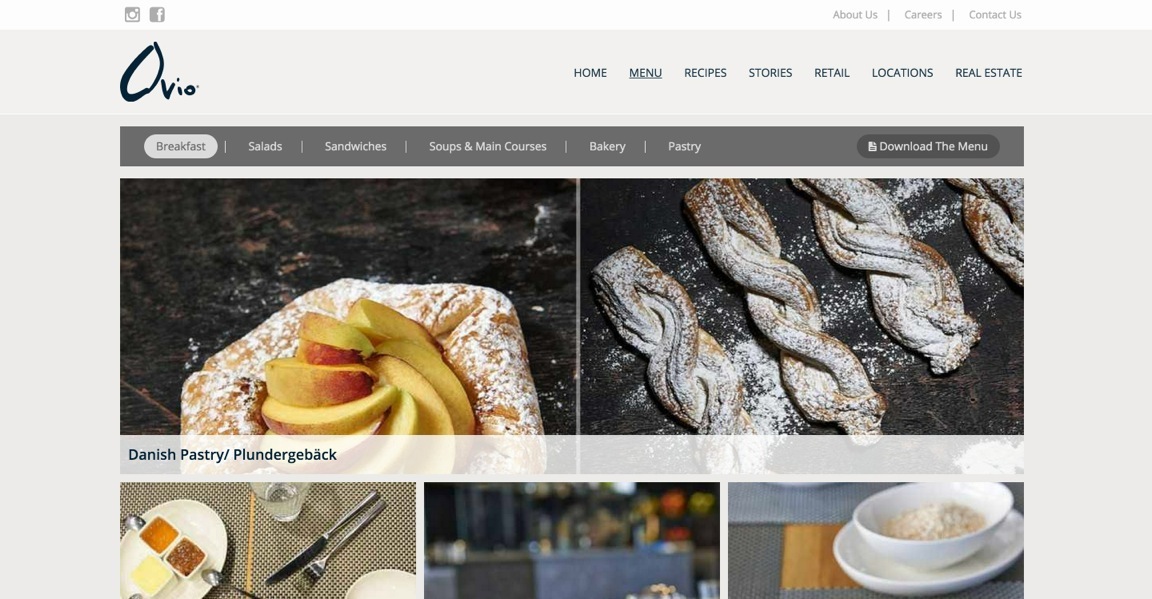 About Us | Careers | Contact Us
Ovio
HOME MENU RECIPES STORIES RETAIL LOCATIONS REAL ESTATE
Breakfast | Salads | Sandwiches | Soups & Main Courses | Bakery | Pastry Download The Menu
Danish Pastry/ Plundergebäck